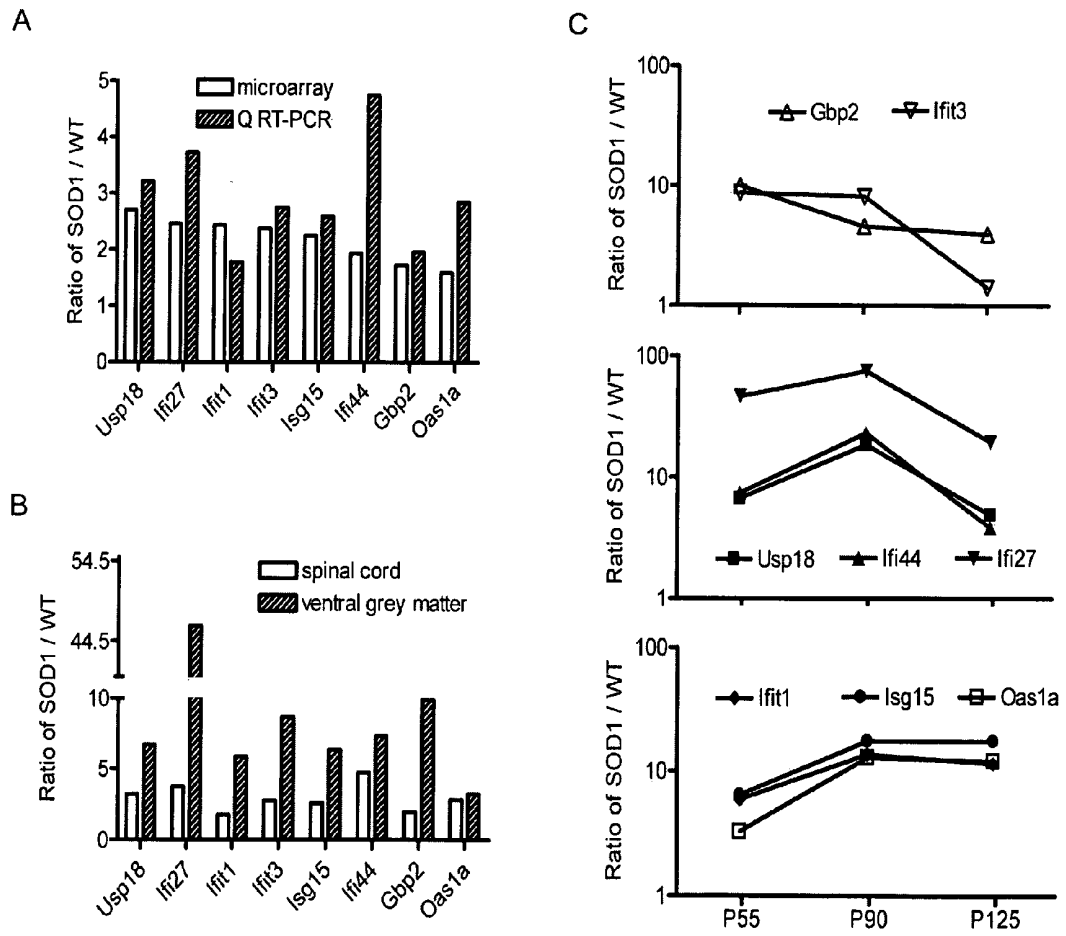 A
5
4
3
2
1
0
Ratio of SOD1 / WT
microarray
Q RT-PCR
Usp18
Ifi27
Ifit1
Ifit3
Isg15
Ifi44
Gbp2
Oas1a
B
54.5
44.5
10
5
0
Ratio of SOD1 / WT
spinal cord
ventral grey matter
Usp18
Ifi27
Ifit1
Ifit3
Isg15
Ifi44
Gbp2
Oas1a
C
100
10
1
Ratio of SOD1 / WT
Gbp2 Ifit3
100
10
1
Ratio of SOD1 / WT
Usp18 Ifi44 Ifi27
100
10
1
Ratio of SOD1 / WT
Ifit1 Isg15 Oas1a
P55 P90 P125